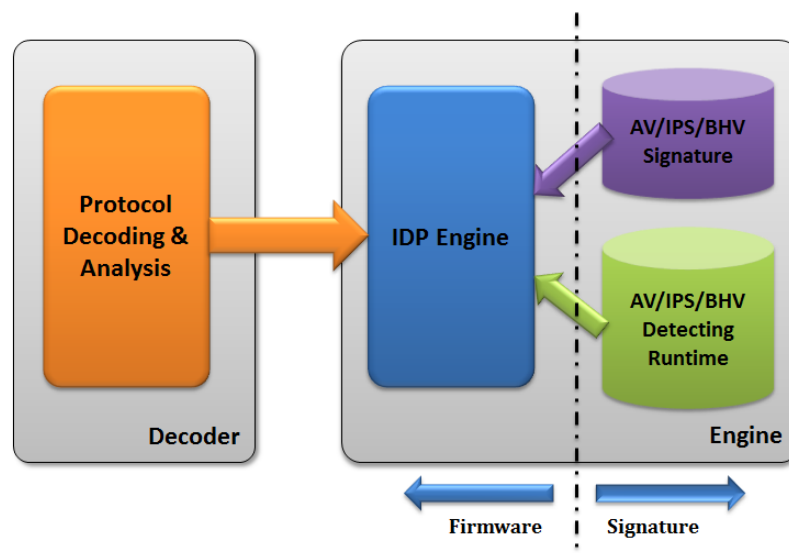 Protocol
Decoding &
Analysis
Decoder
IDP Engine
AV/IPS/BHV
Signature
AV/IPS/BHV
Detecting
Runtime
Engine
Firmware
Signature